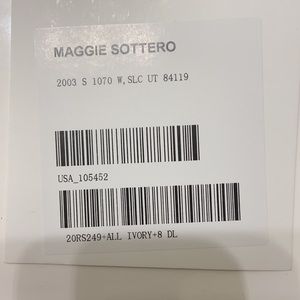 MAGGIE SOTTERO
2003 S 1070 W, SLC UT 84119
USA_105452
20RS249+ALL IVORY+8 DL